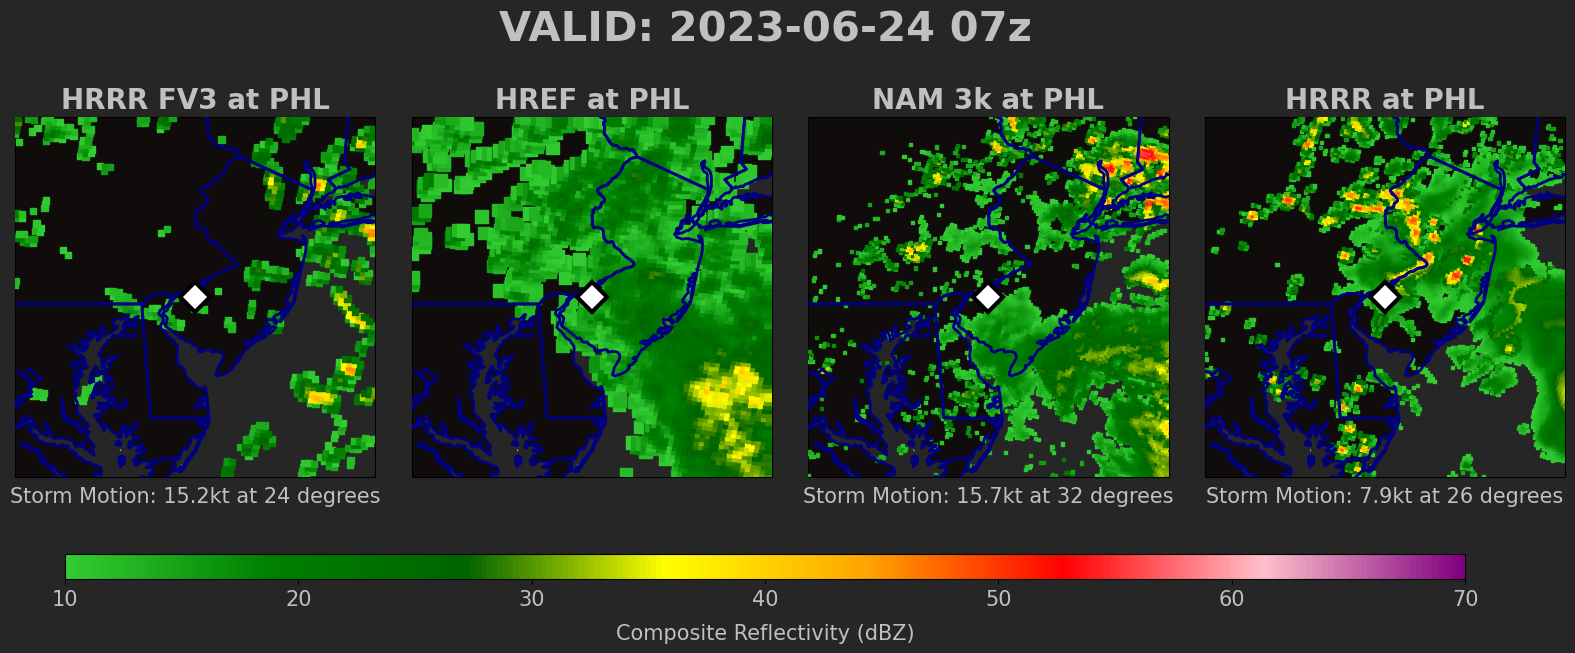 VALID: 2023-06-24 07z
HRRR FV3 at PHL
HREF at PHL
NAM 3k at PHL
HRRR at PHL
Storm Motion: 15.2kt at 24 degrees
Storm Motion: 15.7kt at 32 degrees
Storm Motion: 7.9kt at 26 degrees
10 20 30 40 50 60 70
Composite Reflectivity (dBZ)